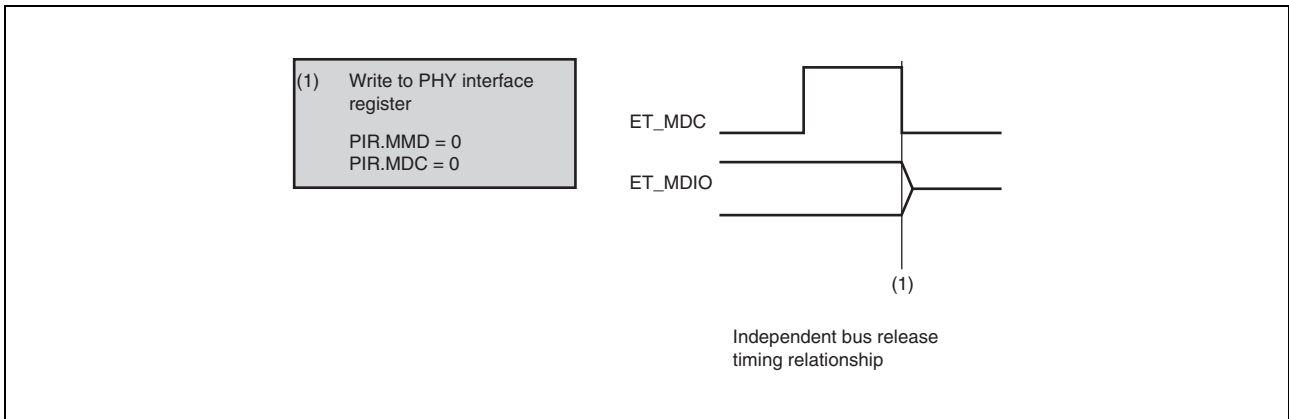 (1) Write to PHY interface
register
PIR.MMD = 0
PIR.MDC = 0
ET_MDC
ET_MDIO
(1)
Independent bus release
timing relationship